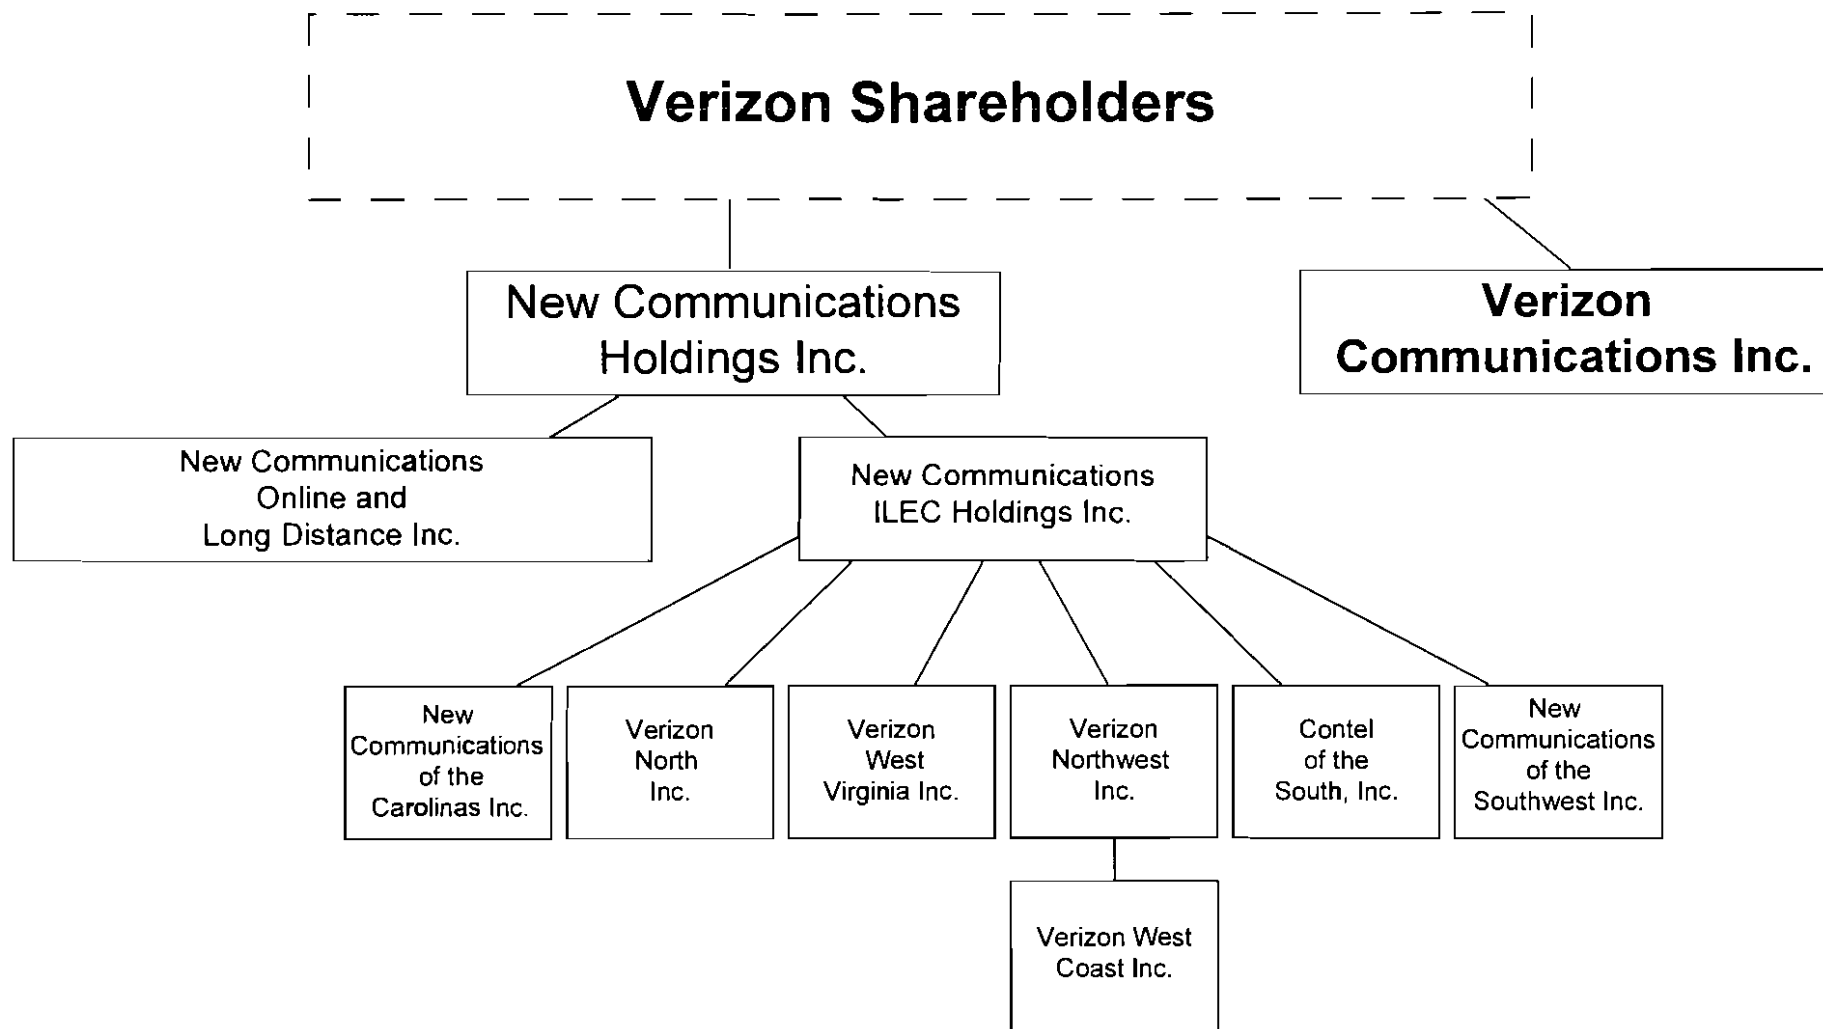 Verizon Shareholders
New Communications
Holdings Inc.
Verizon
Communications Inc.
New Communications
Online and
Long Distance Inc.
New Communications
ILEC Holdings Inc.
New
Communications
of the
Carolinas Inc.
Verizon
North
Inc.
Verizon
West
Virginia Inc.
Verizon
Northwest
Inc.
Contel
of the
South, Inc.
New
Communications
of the
Southwest Inc.
Verizon West
Coast Inc.